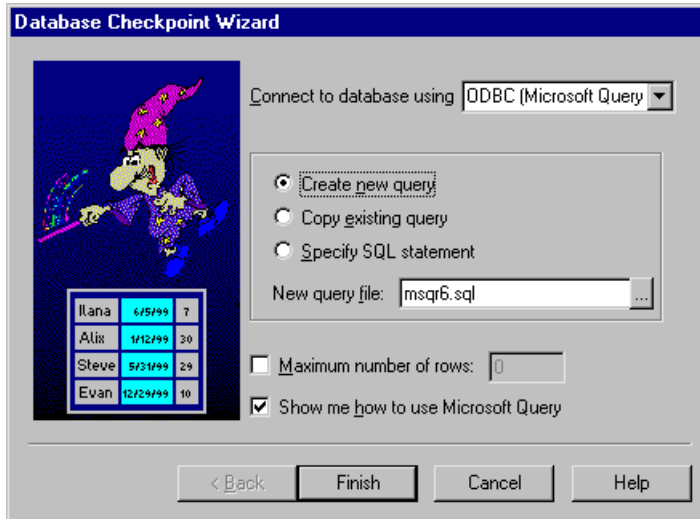 Database Checkpoint Wizard
Connect to database using ODBC (Microsoft Query
Create new query
Copy existing query
Specify SQL statement
New query file: msqr6.sql ...
Maximum number of rows: 0
Show me how to use Microsoft Query
Ilana 6/5/99 7
Alix 1/12/99 30
Steve 5/31/99 29
Evan 12/29/99 10
< Back Finish Cancel Help